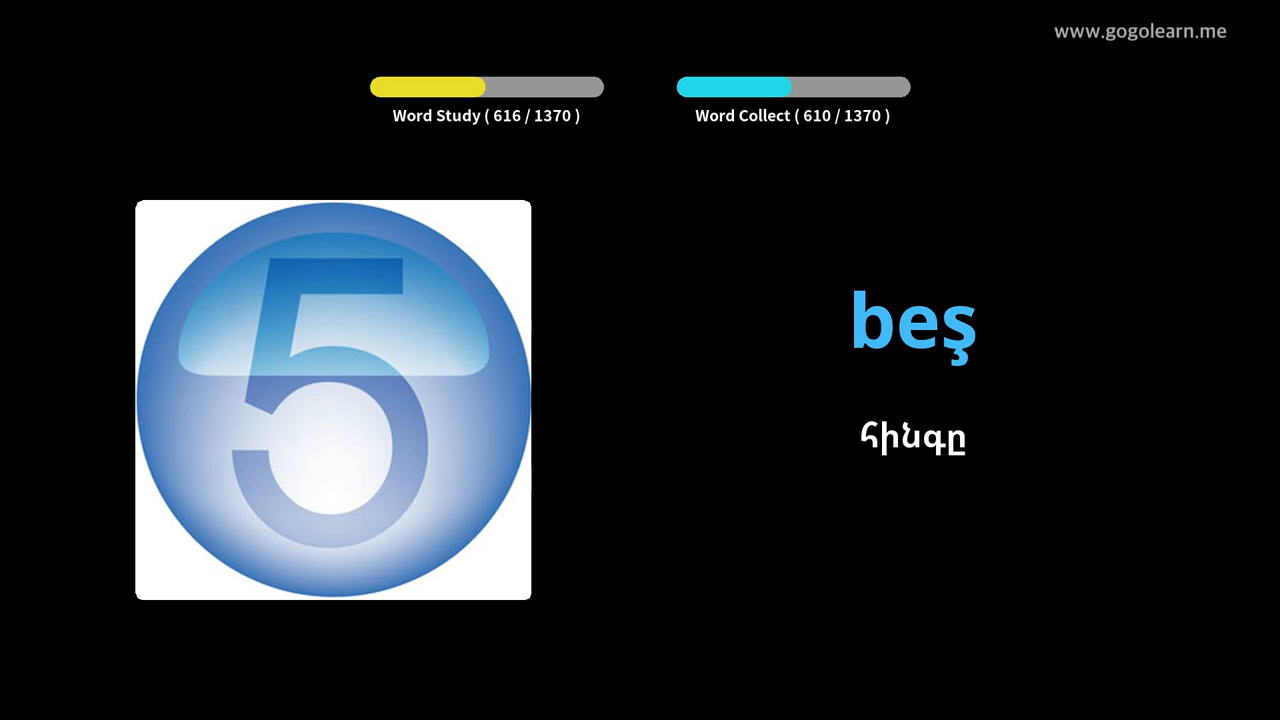 www.gogolearn.me
Word Study ( 616 / 1370 )
Word Collect ( 610 / 1370 )
5
beş
հինգը